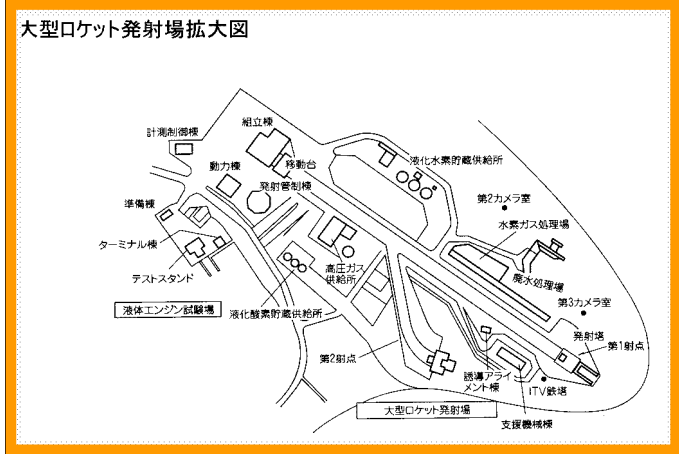 大型ロケット発射場拡大図
組立棟
計測制御棟
移動台
液化水素貯蔵供給所
動力棟
発射管制棟
第2カメラ室
準備棟
水素ガス処理場
ターミナル棟
高圧ガス
供給所
テストスタンド
廃水処理場
第3カメラ室
液体エンジン試験場
液化酸素貯蔵供給所
発射塔
第1射点
第2射点
誘導アライ
メント棟
ITV鉄塔
大型ロケット発射場
支援機械棟